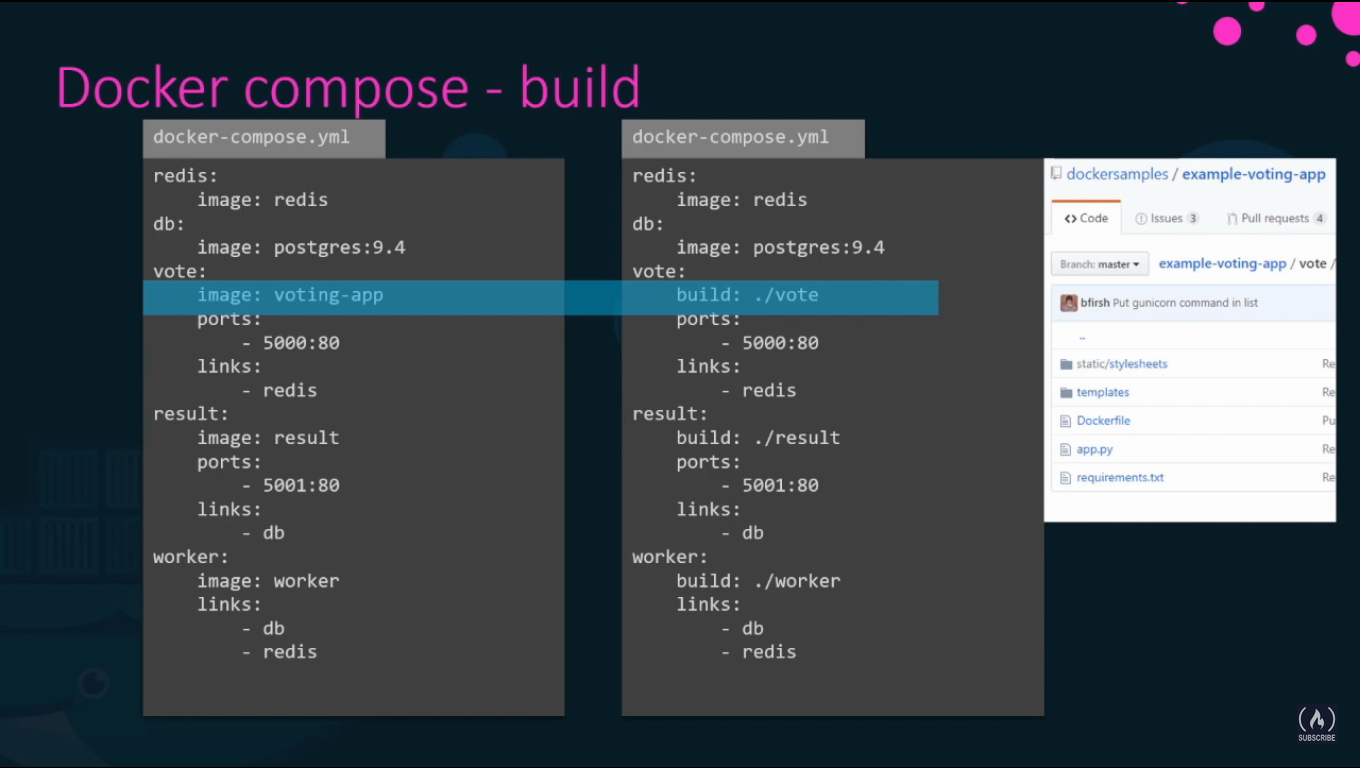 Docker compose - build
docker-compose.yml
redis:
    image: redis
db:
    image: postgres:9.4
vote:
    image: voting-app
    ports:
        - 5000:80
    links:
        - redis
result:
    image: result
    ports:
        - 5001:80
    links:
        - db
worker:
    image: worker
    links:
        - db
        - redis
docker-compose.yml
redis:
    image: redis
db:
    image: postgres:9.4
vote:
    build: ./vote
    ports:
        - 5000:80
    links:
        - redis
result:
    build: ./result
    ports:
        - 5001:80
    links:
        - db
worker:
    build: ./worker
    links:
        - db
        - redis
dockersamples / example-voting-app
<> Code Issues 3 Pull requests 4
Branch: master example-voting-app / vote /
bfirsh Put gunicorn command in list
..
static/stylesheets Re
templates Re
Dockerfile Pu
app.py Re
requirements.txt Re
SUBSCRIBE